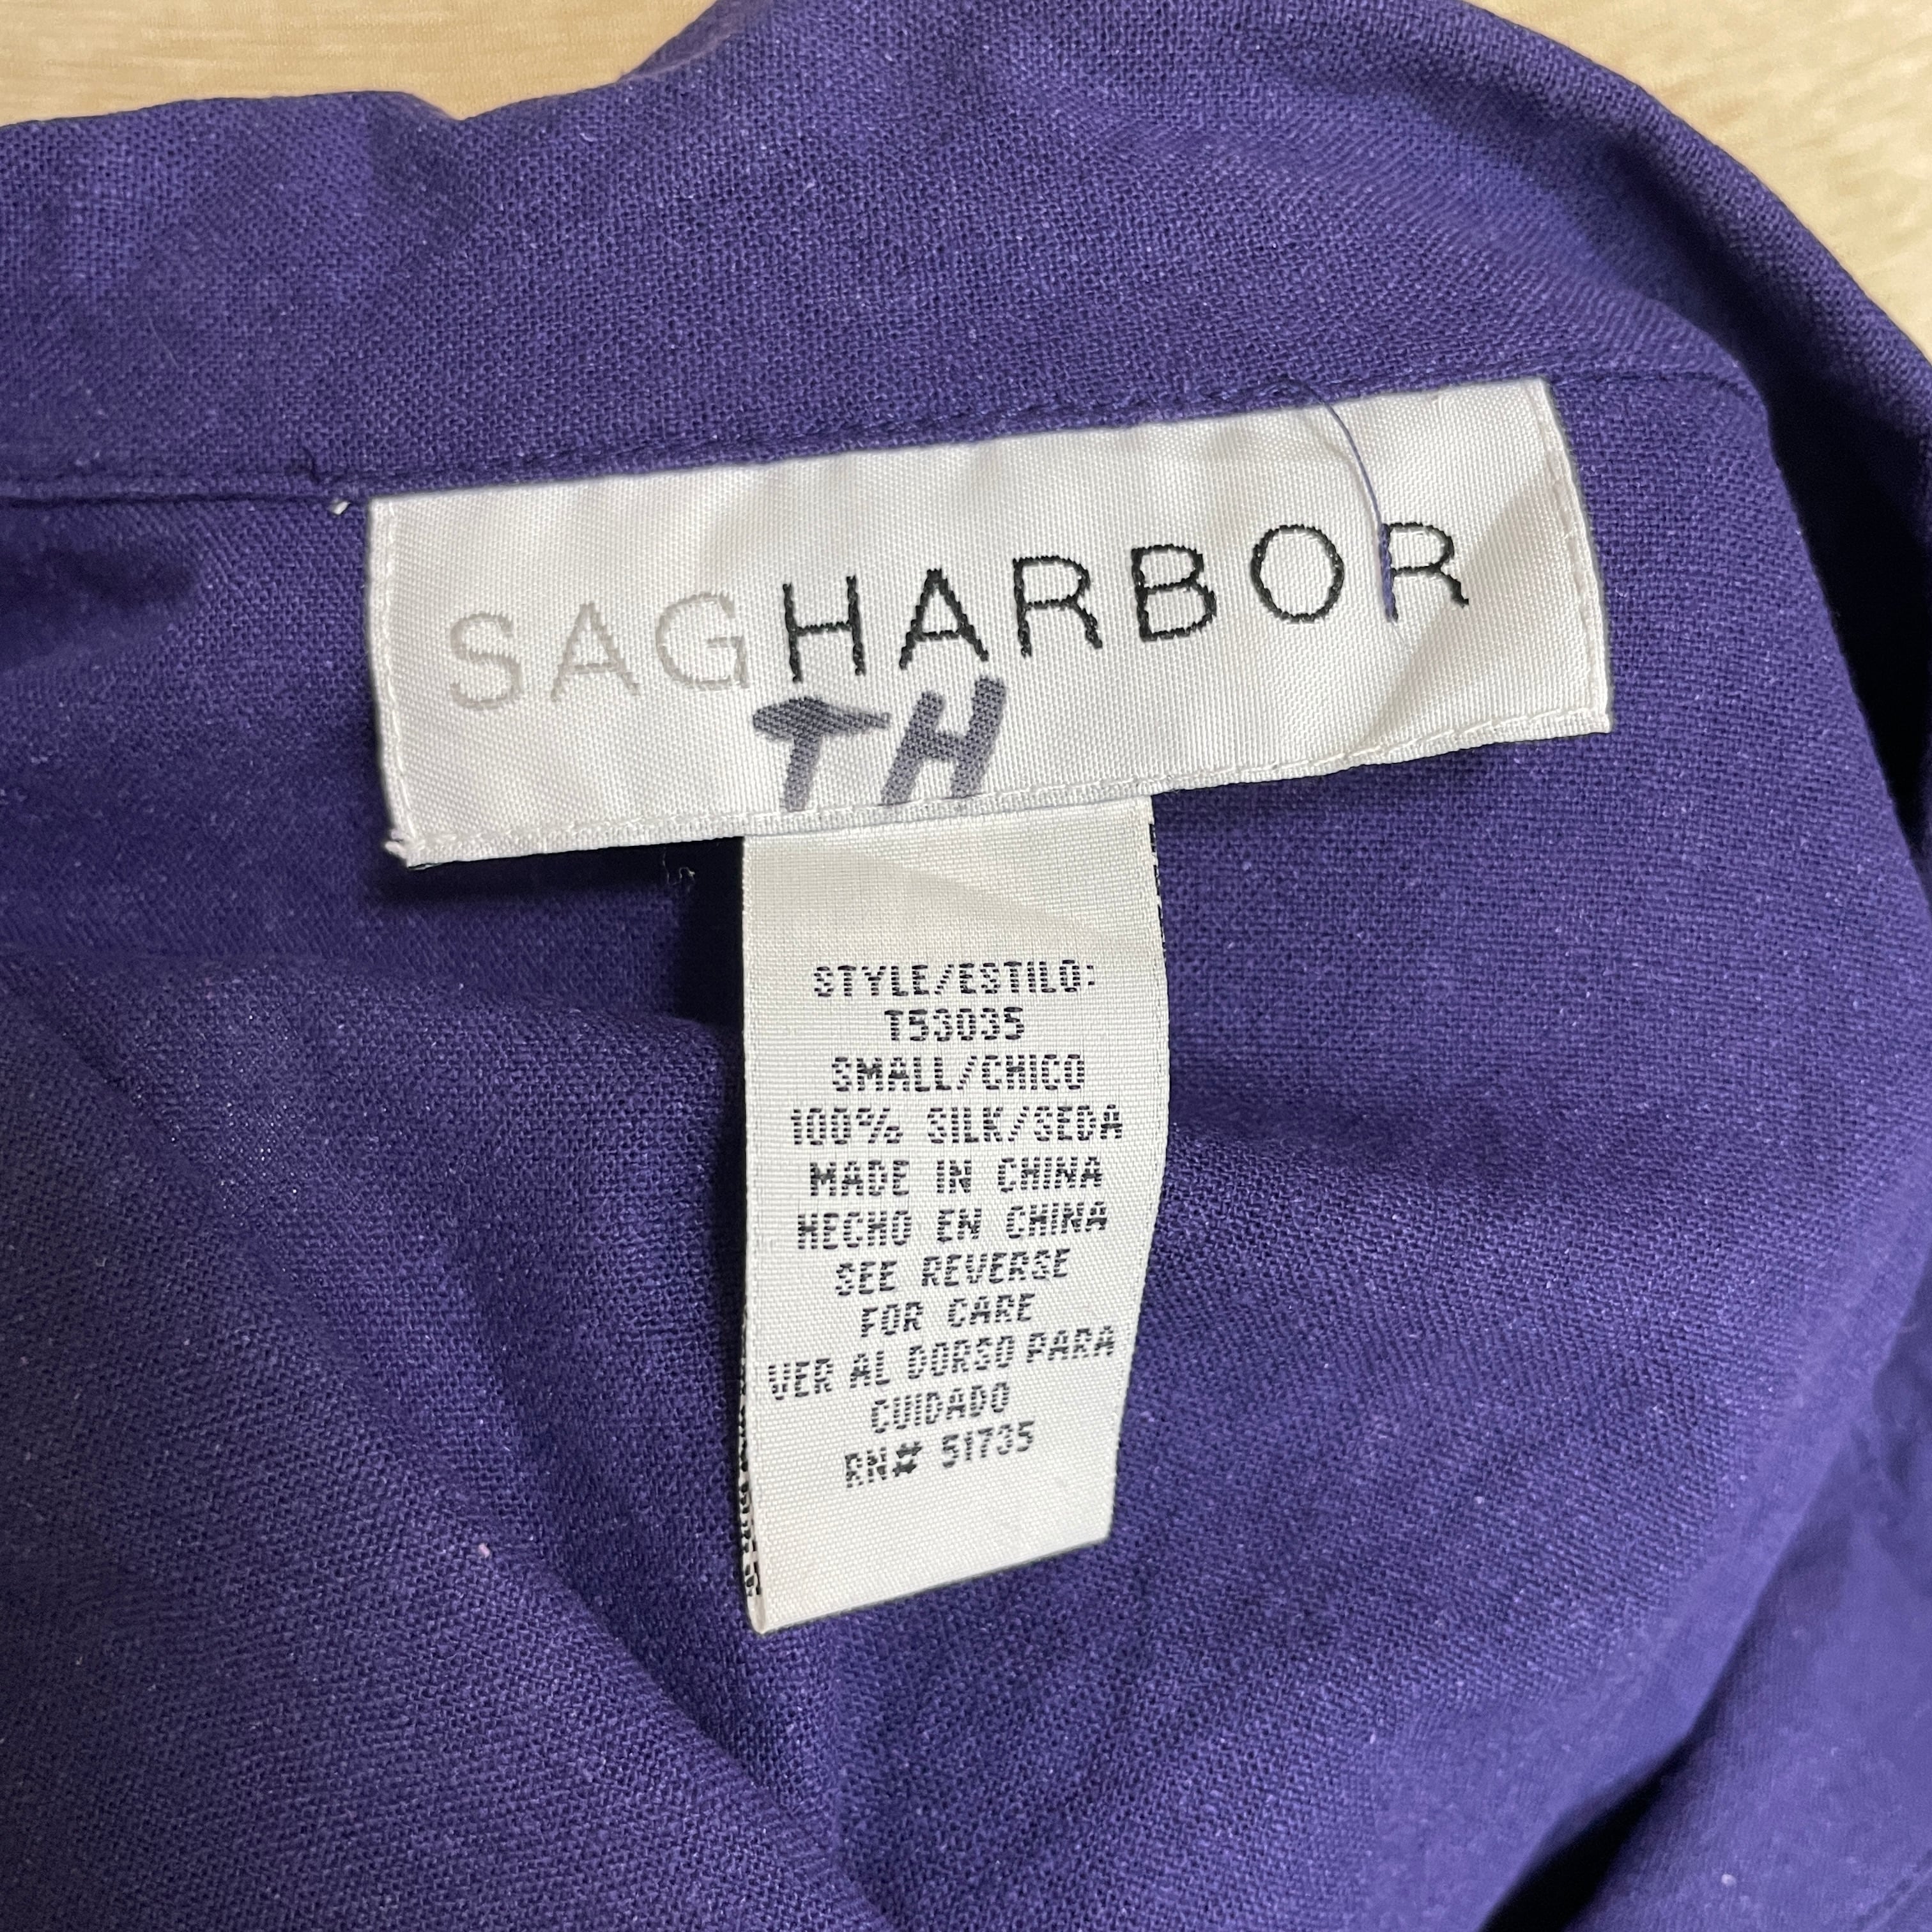 SAGHARBOR
TH
STYLE/ESTILO:
T53035
SMALL/CHICO
100% SILK/SEDA
MADE IN CHINA
HECHO EN CHINA
SEE REVERSE
FOR CARE
VER AL DORSO PARA
CUIDADO
RN# 51735